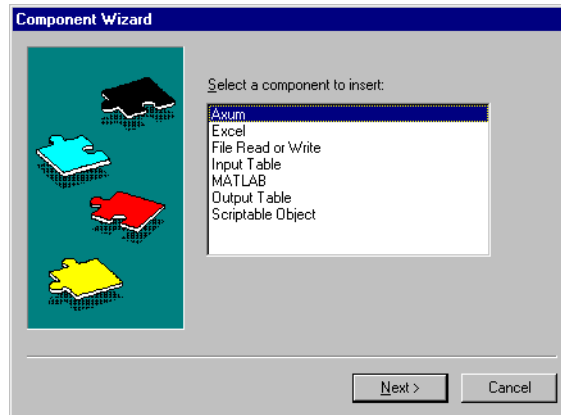 Component Wizard
Select a component to insert:
Axum
Excel
File Read or Write
Input Table
MATLAB
Output Table
Scriptable Object
Next >
Cancel